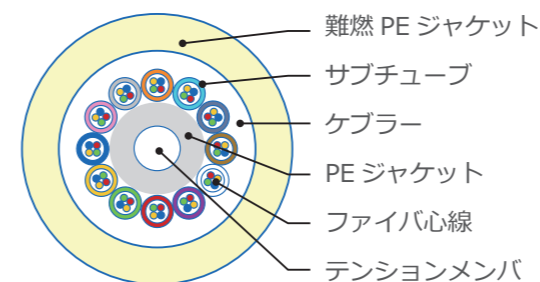 難燃 PE ジャケット
サブチューブ
ケブラー
PE ジャケット
ファイバ心線
テンションメンバ